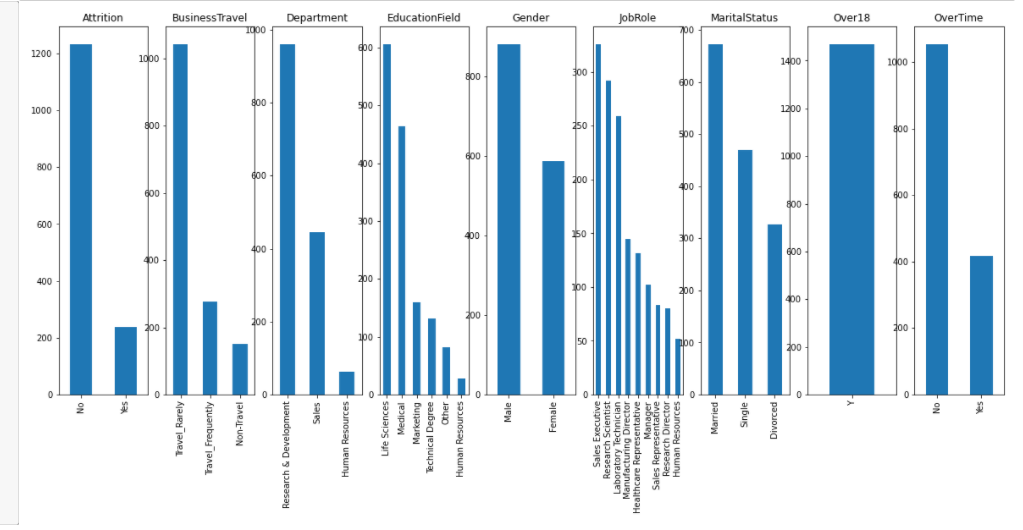 Attrition
1200
1000
800
600
400
200
0
No
Yes
BusinessTravel
1000
800
600
400
200
0
Travel_Rarely
Travel_Frequently
Non-Travel
Department
1000
800
600
400
200
0
Research & Development
Sales
Human Resources
EducationField
600
500
400
300
200
100
0
Life Sciences
Medical
Marketing
Technical Degree
Other
Human Resources
Gender
800
600
400
200
0
Male
Female
JobRole
300
250
200
150
100
50
0
Sales Executive
Research Scientist
Laboratory Technician
Manufacturing Director
Healthcare Representative
Manager
Sales Representative
Research Director
Human Resources
MaritalStatus
700
600
500
400
300
200
100
0
Married
Single
Divorced
Over18
1400
1200
1000
800
600
400
200
0
Y
OverTime
1000
800
600
400
200
0
No
Yes